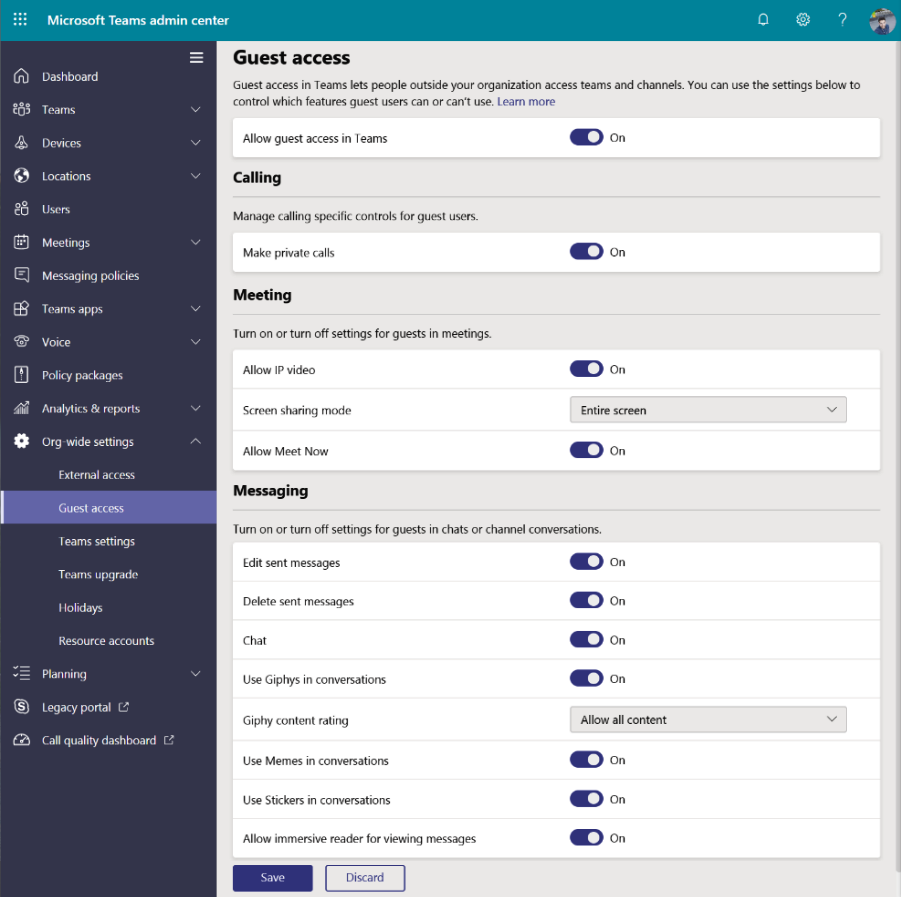 Microsoft Teams admin center
?
Dashboard
Teams
Devices
Locations
Users
Meetings
Messaging policies
Teams apps
Voice
Policy packages
Analytics & reports
Org-wide settings
External access
Guest access
Teams settings
Teams upgrade
Holidays
Resource accounts
Planning
Legacy portal
Call quality dashboard
Guest access
Guest access in Teams lets people outside your organization access teams and channels. You can use the settings below to
control which features guest users can or can't use. Learn more
Allow guest access in Teams On
Calling
Manage calling specific controls for guest users.
Make private calls On
Meeting
Turn on or turn off settings for guests in meetings.
Allow IP video On
Screen sharing mode Entire screen
Allow Meet Now On
Messaging
Turn on or turn off settings for guests in chats or channel conversations.
Edit sent messages On
Delete sent messages On
Chat On
Use Giphys in conversations On
Giphy content rating Allow all content
Use Memes in conversations On
Use Stickers in conversations On
Allow immersive reader for viewing messages On
Save Discard